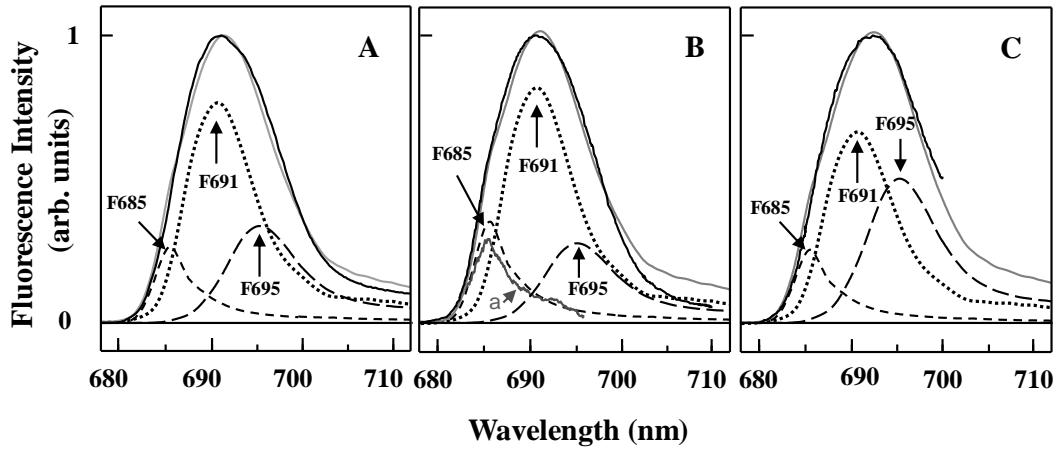 Fluorescence Intensity
(arb. units)
1
0
A
F685
F691
F695
680
690
700
710
B
F685
F691
F695
a
680
690
700
710
C
F685
F691
F695
680
690
700
710
Wavelength (nm)